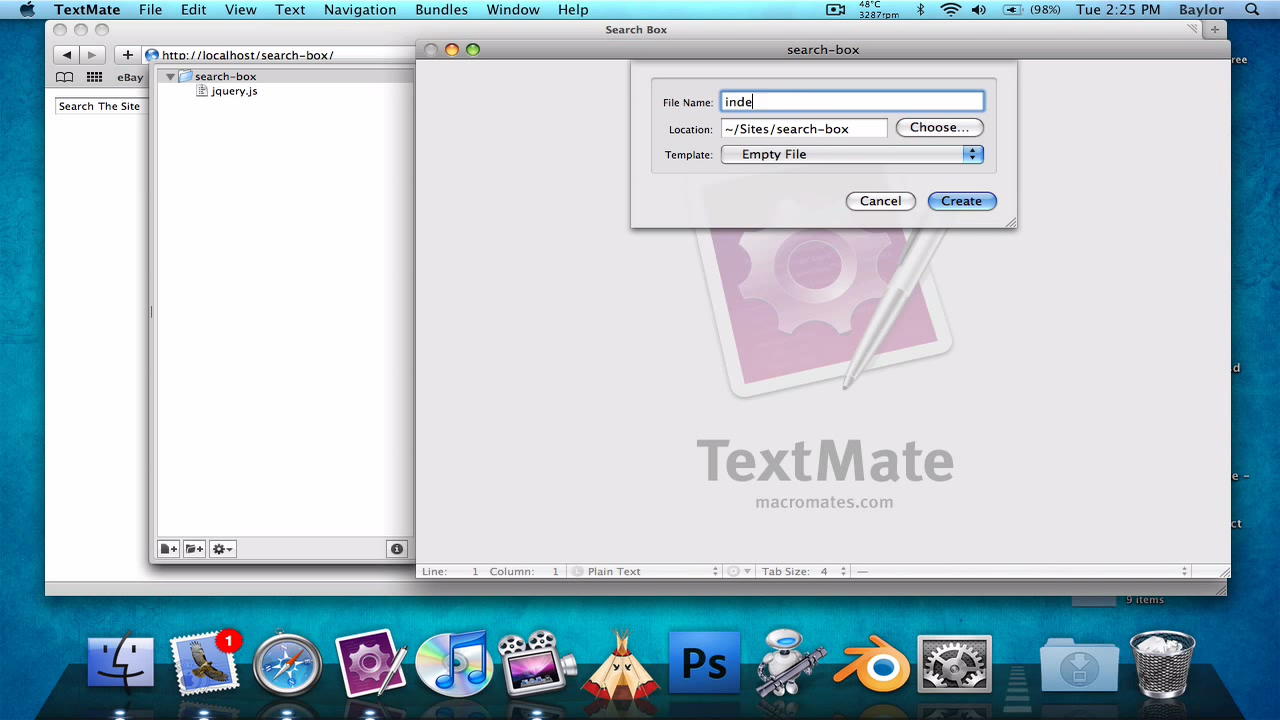 TextMate File Edit View Text Navigation Bundles Window Help 48°C 3287rpm (98%) Tue 2:25 PM Baylor
Search Box
http://localhost/search-box/
search-box
eBay
search-box
jquery.js
Search The Site
File Name: inde
Location: ~/Sites/search-box Choose...
Template: Empty File
Cancel Create
TextMate
macromates.com
Line: 1 Column: 1 L Plain Text Tab Size: 4 —
9 items
1
Ps